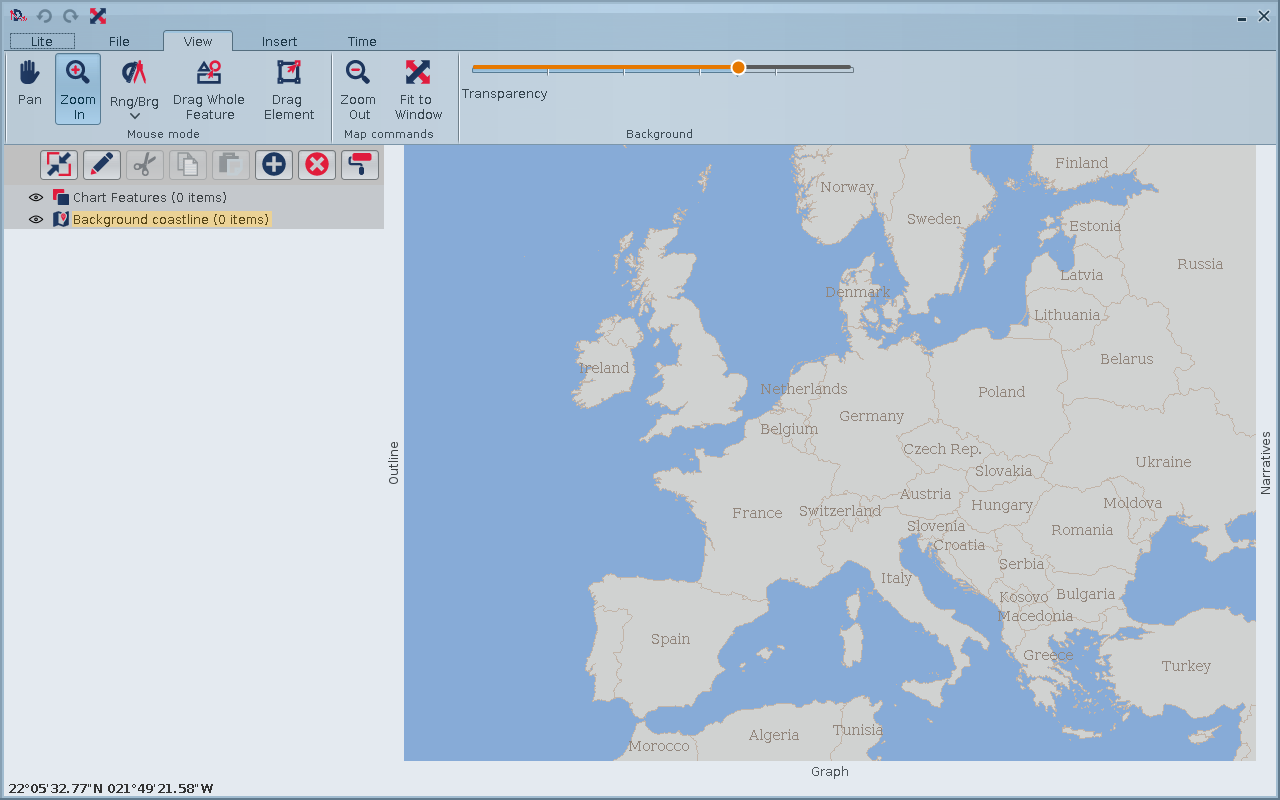 Lite File View Insert Time
Pan Zoom In Rng/Brg Drag Whole Feature Drag Element Zoom Out Fit to Window
Transparency
Mouse mode Map commands Background
Chart Features (0 items)
Background coastline (0 items)
Outline
Narratives
Graph
Finland
Norway
Sweden
Estonia
Russia
Latvia
Denmark
Lithuania
Belarus
Ireland
Netherlands
Poland
Germany
Belgium
Czech Rep.
Ukraine
Slovakia
Austria
Moldova
Hungary
France
Switzerland
Slovenia
Romania
Croatia
Serbia
Italy
Kosovo
Bulgaria
Macedonia
Spain
Greece
Turkey
Tunisia
Algeria
Morocco
22°05'32.77"N 021°49'21.58"W